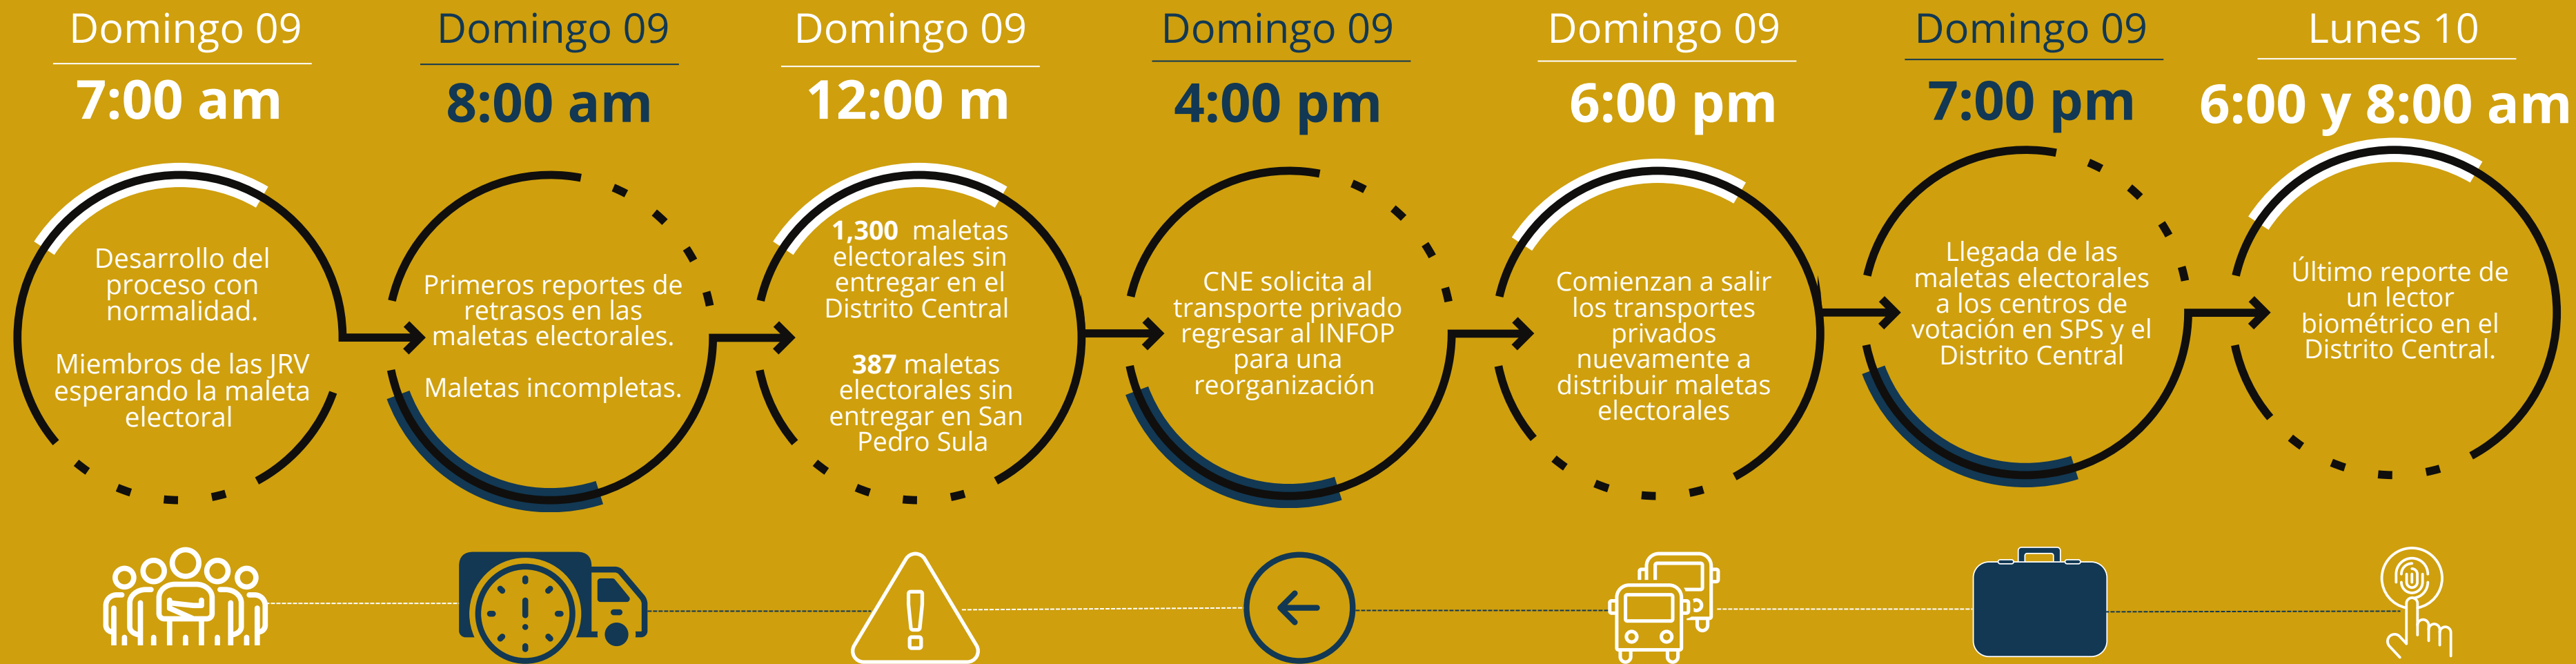 Domingo 09
7:00 am
Desarrollo del
proceso con
normalidad.
Miembros de las JRV
esperando la maleta
electoral
Domingo 09
8:00 am
Primeros reportes de
retrasos en las
maletas electorales.
Maletas incompletas.
Domingo 09
12:00 m
1,300 maletas
electorales sin
entregar en el
Distrito Central
387 maletas
electorales sin
entregar en San
Pedro Sula
Domingo 09
4:00 pm
CNE solicita al
transporte privado
regresar al INFOP
para una
reorganización
Domingo 09
6:00 pm
Comienzan a salir
los transportes
privados
nuevamente a
distribuir maletas
electorales
Domingo 09
7:00 pm
Llegada de las
maletas electorales
a los centros de
votación en SPS y el
Distrito Central
Lunes 10
6:00 y 8:00 am
Último reporte de
un lector
biométrico en el
Distrito Central.